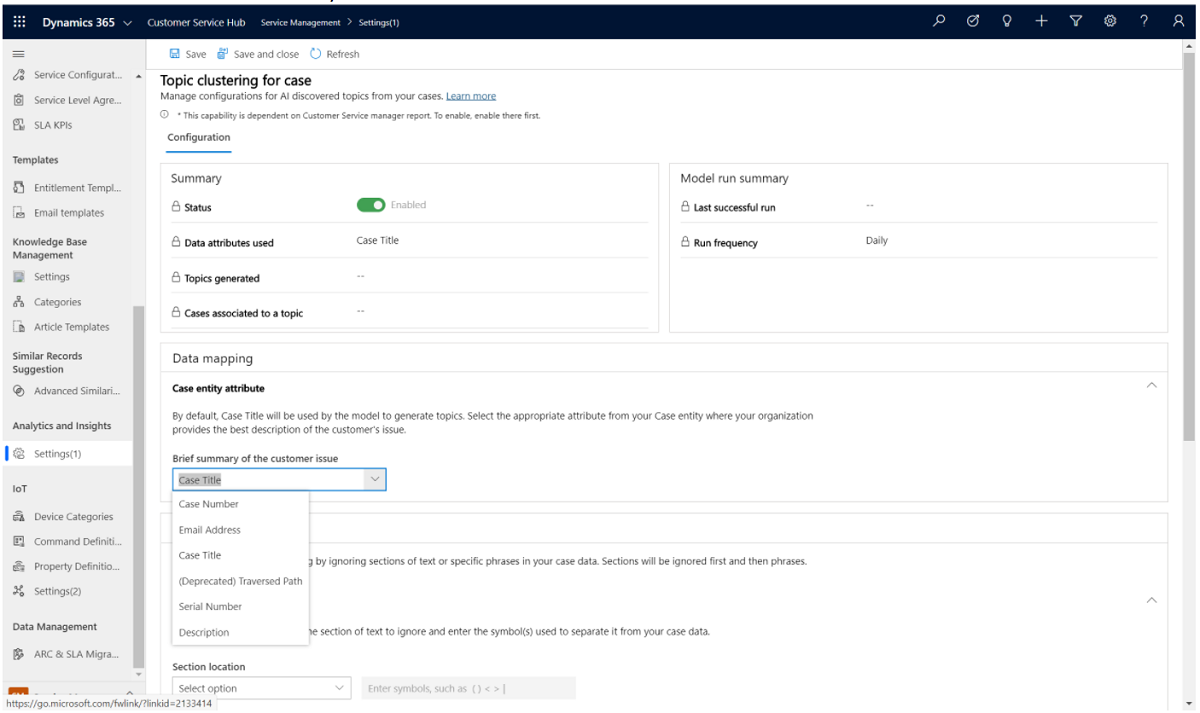 Dynamics 365 Customer Service Hub Service Management > Settings(1)
Save Save and close Refresh
Service Configurat...
Service Level Agre...
SLA KPIs
Templates
Entitlement Templ...
Email templates
Knowledge Base
Management
Settings
Categories
Article Templates
Similar Records
Suggestion
Advanced Similari...
Analytics and Insights
Settings(1)
IoT
Device Categories
Command Definiti...
Property Definitio...
Settings(2)
Data Management
ARC & SLA Migra...
Topic clustering for case
Manage configurations for AI discovered topics from your cases. Learn more
* This capability is dependent on Customer Service manager report. To enable, enable there first.
Configuration
Summary
Status Enabled
Data attributes used Case Title
Topics generated --
Cases associated to a topic --
Model run summary
Last successful run --
Run frequency Daily
Data mapping
Case entity attribute
By default, Case Title will be used by the model to generate topics. Select the appropriate attribute from your Case entity where your organization
provides the best description of the customer's issue.
Brief summary of the customer issue
Case Title
Case Number
Email Address
Case Title
(Deprecated) Traversed Path
Serial Number
Description
g by ignoring sections of text or specific phrases in your case data. Sections will be ignored first and then phrases.
he section of text to ignore and enter the symbol(s) used to separate it from your case data.
Section location
Select option Enter symbols, such as ( ) < > |
https://go.microsoft.com/fwlink/?linkid=2133414